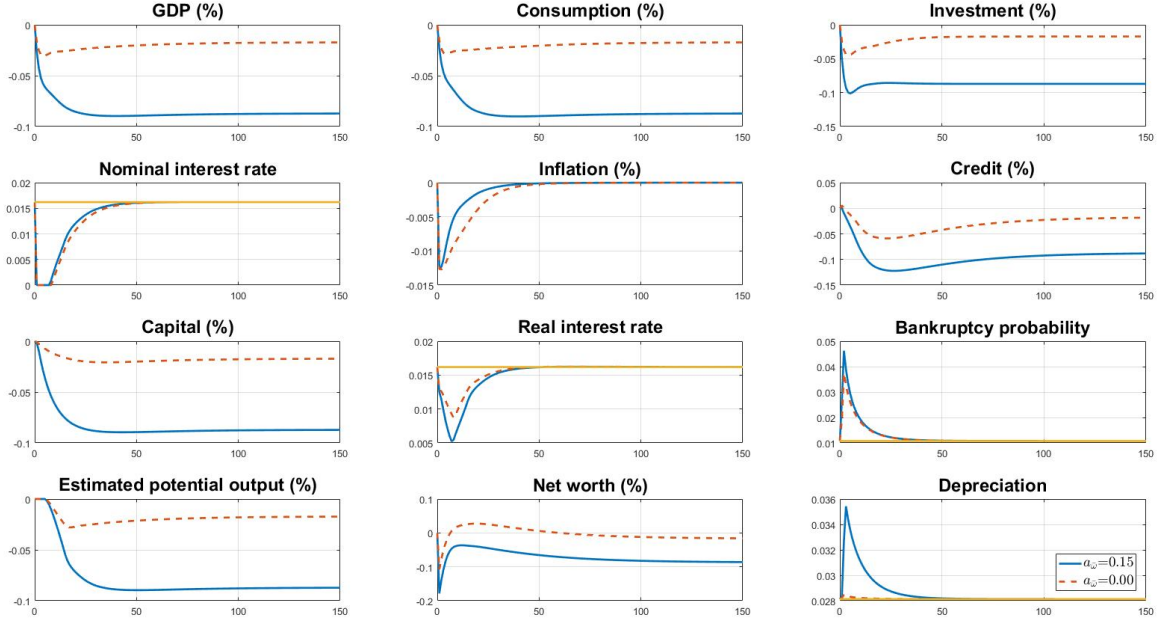 GDP (%)
0
-0.05
-0.1
0 50 100 150
Consumption (%)
0
-0.05
-0.1
0 50 100 150
Investment (%)
0
-0.05
-0.1
-0.15
0 50 100 150
Nominal interest rate
0.02
0.015
0.01
0.005
0
0 50 100 150
Inflation (%)
0
-0.005
-0.01
-0.015
0 50 100 150
Credit (%)
0.05
0
-0.05
-0.1
-0.15
0 50 100 150
Capital (%)
0
-0.05
-0.1
0 50 100 150
Real interest rate
0.02
0.015
0.01
0.005
0 50 100 150
Bankruptcy probability
0.05
0.04
0.03
0.02
0.01
0 50 100 150
Estimated potential output (%)
0
-0.05
-0.1
0 50 100 150
Net worth (%)
0.1
0
-0.1
-0.2
0 50 100 150
Depreciation
0.036
0.034
0.032
0.03
0.028
0 50 100 150
a_ω̄=0.15
a_ω̄=0.00